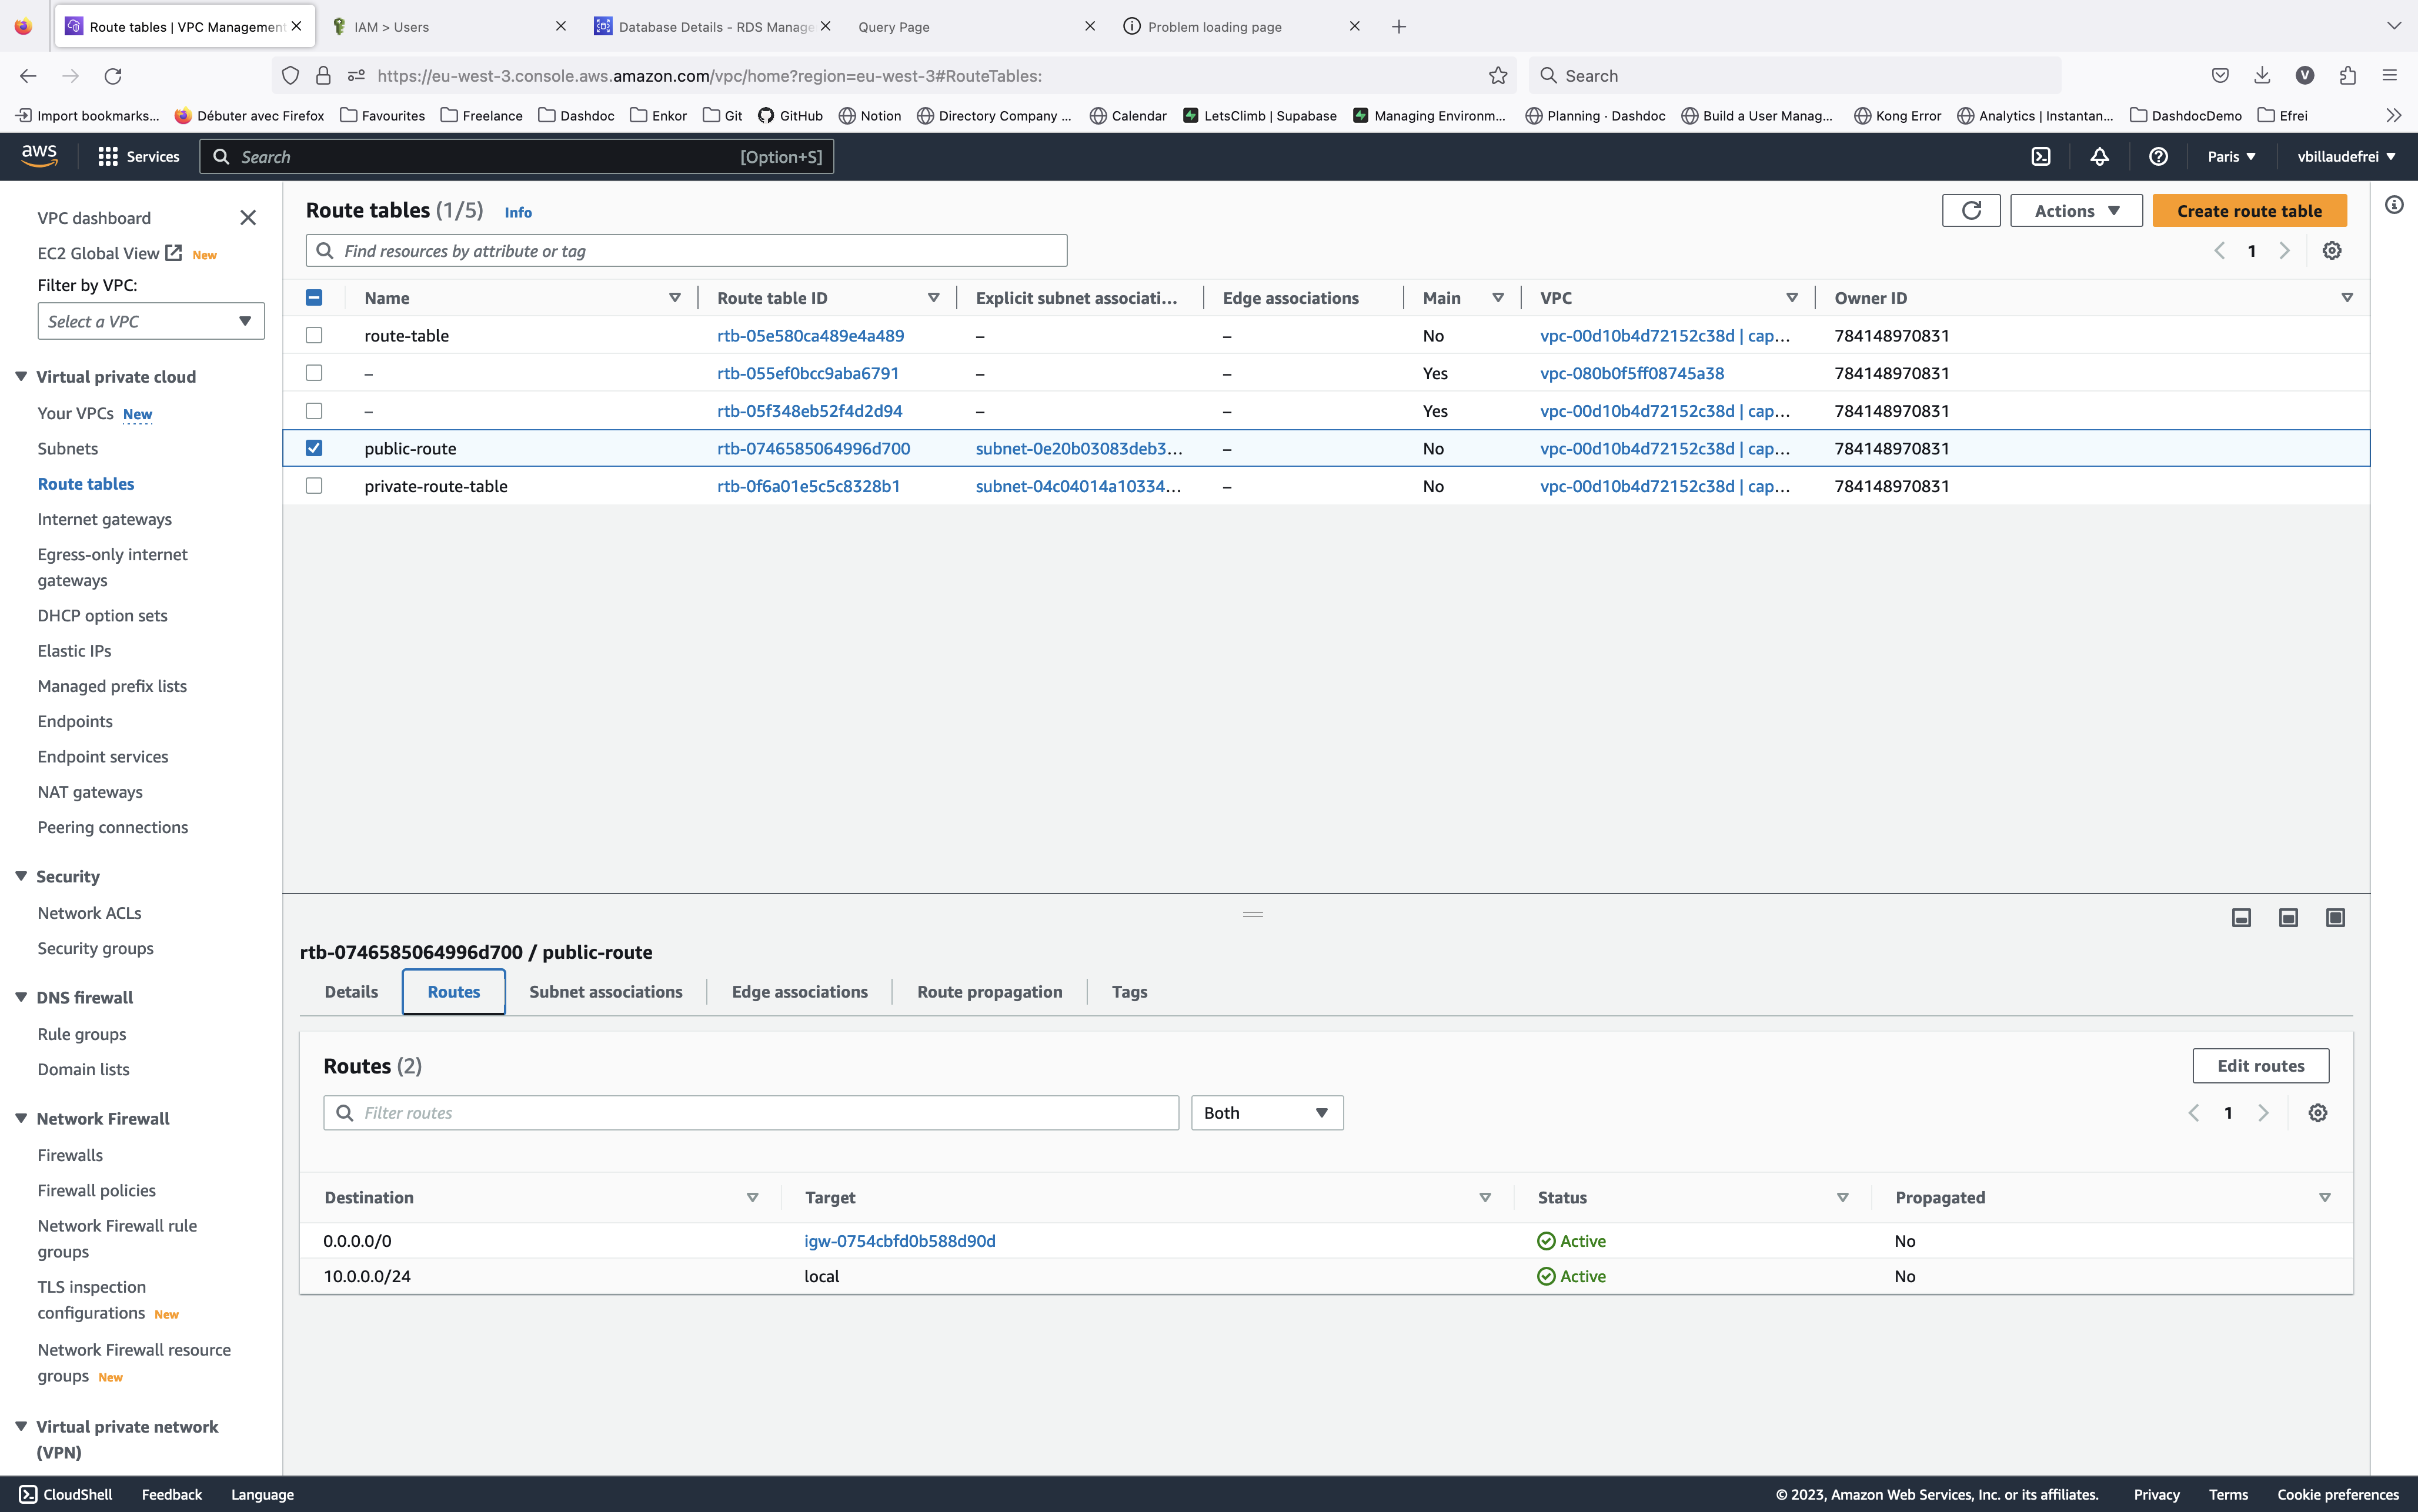 Route tables | VPC Management
IAM > Users
Database Details - RDS Manage
Query Page
Problem loading page
https://eu-west-3.console.aws.amazon.com/vpc/home?region=eu-west-3#RouteTables:
Search
V
Import bookmarks...
Débuter avec Firefox
Favourites
Freelance
Dashdoc
Enkor
Git
GitHub
Notion
Directory Company ...
Calendar
LetsClimb | Supabase
Managing Environm...
Planning · Dashdoc
Build a User Manag...
Kong Error
Analytics | Instantan...
DashdocDemo
Efrei
aws
Services
Search
[Option+S]
Paris
vbillaudefrei
VPC dashboard
EC2 Global View New
Filter by VPC:
Select a VPC
Virtual private cloud
Your VPCs New
Subnets
Route tables
Internet gateways
Egress-only internet
gateways
DHCP option sets
Elastic IPs
Managed prefix lists
Endpoints
Endpoint services
NAT gateways
Peering connections
Security
Network ACLs
Security groups
DNS firewall
Rule groups
Domain lists
Network Firewall
Firewalls
Firewall policies
Network Firewall rule
groups
TLS inspection
configurations New
Network Firewall resource
groups New
Virtual private network
(VPN)
Route tables (1/5) Info
Actions
Create route table
Find resources by attribute or tag
1
Name Route table ID Explicit subnet associati... Edge associations Main VPC Owner ID
route-table rtb-05e580ca489e4a489 – – No vpc-00d10b4d72152c38d | cap... 784148970831
– rtb-055ef0bcc9aba6791 – – Yes vpc-080b0f5ff08745a38 784148970831
– rtb-05f348eb52f4d2d94 – – Yes vpc-00d10b4d72152c38d | cap... 784148970831
public-route rtb-0746585064996d700 subnet-0e20b03083deb3... – No vpc-00d10b4d72152c38d | cap... 784148970831
private-route-table rtb-0f6a01e5c5c8328b1 subnet-04c04014a10334... – No vpc-00d10b4d72152c38d | cap... 784148970831
rtb-0746585064996d700 / public-route
Details
Routes
Subnet associations
Edge associations
Route propagation
Tags
Routes (2)
Edit routes
Filter routes
Both
1
Destination Target Status Propagated
0.0.0.0/0 igw-0754cbfd0b588d90d Active No
10.0.0.0/24 local Active No
CloudShell
Feedback
Language
© 2023, Amazon Web Services, Inc. or its affiliates.
Privacy
Terms
Cookie preferences